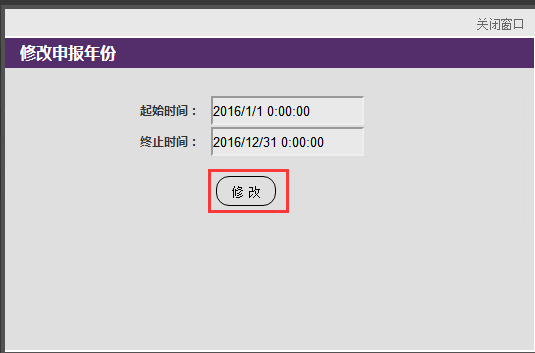 关闭窗口
修改申报年份
起始时间： 2016/1/1 0:00:00
终止时间： 2016/12/31 0:00:00
修 改